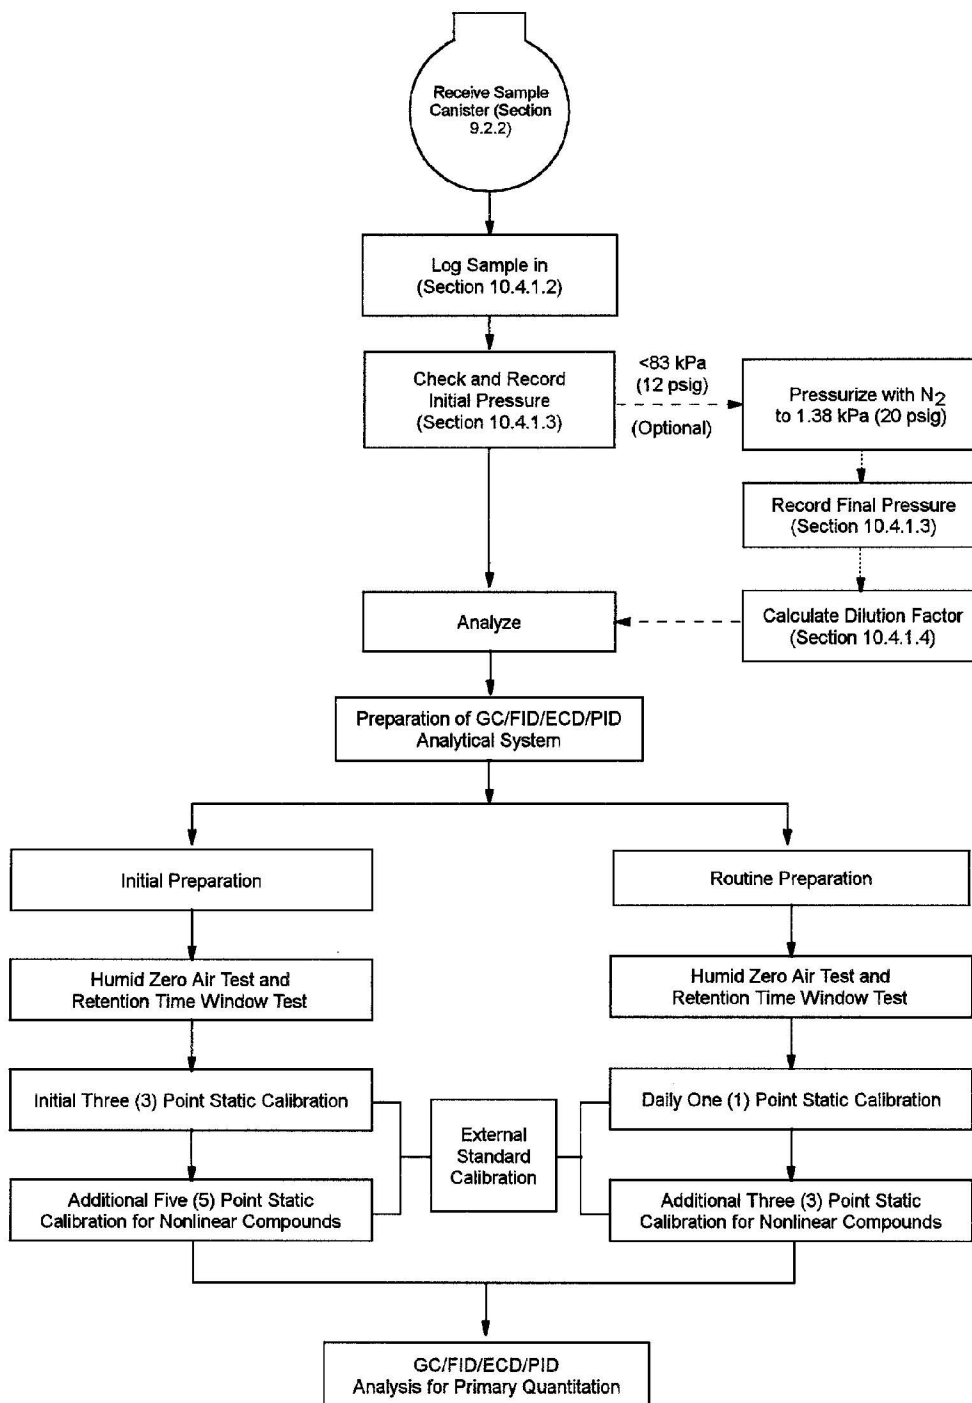 Receive Sample
Canister (Section
9.2.2)
Log Sample in
(Section 10.4.1.2)
Check and Record
Initial Pressure
(Section 10.4.1.3)
<83 kPa
(12 psig)
(Optional)
Pressurize with N2
to 1.38 kPa (20 psig)
Record Final Pressure
(Section 10.4.1.3)
Calculate Dilution Factor
(Section 10.4.1.4)
Analyze
Preparation of GC/FID/ECD/PID
Analytical System
Initial Preparation
Routine Preparation
Humid Zero Air Test and
Retention Time Window Test
Humid Zero Air Test and
Retention Time Window Test
Initial Three (3) Point Static Calibration
External
Standard
Calibration
Daily One (1) Point Static Calibration
Additional Five (5) Point Static
Calibration for Nonlinear Compounds
Additional Three (3) Point Static
Calibration for Nonlinear Compounds
GC/FID/ECD/PID
Analysis for Primary Quantitation